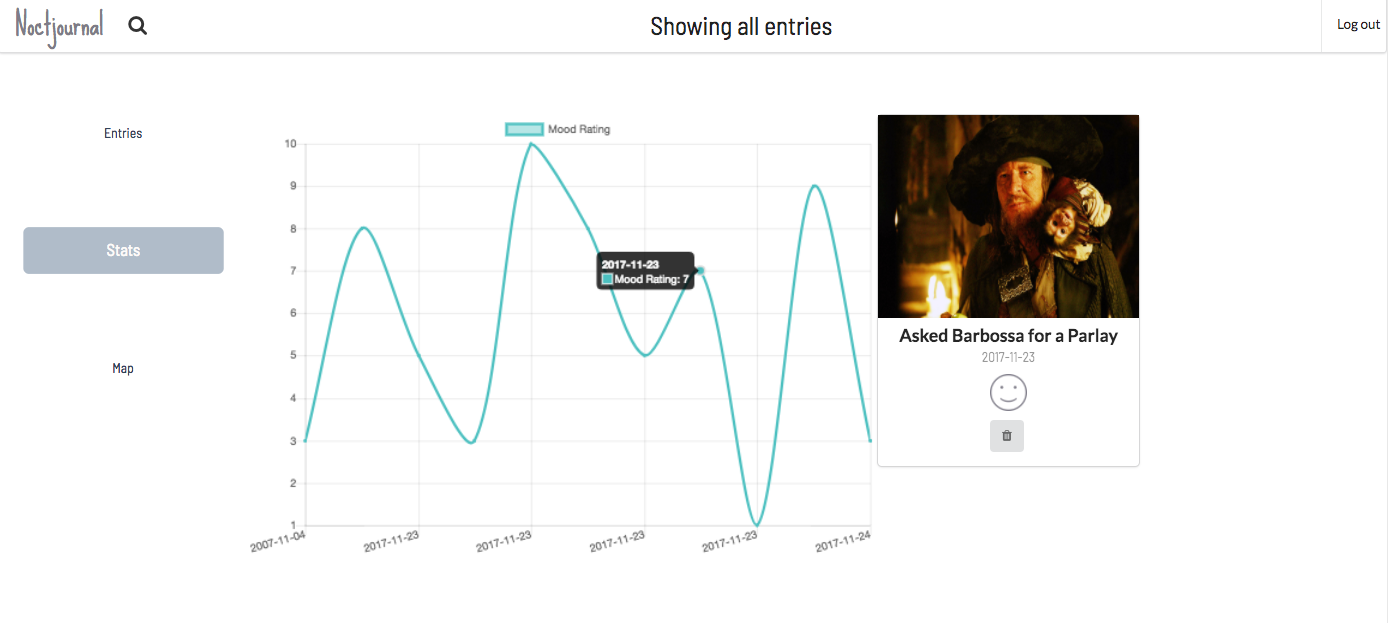 Noctjournal
Showing all entries
Log out
Entries
Stats
Map
Mood Rating
10
9
8
7
6
5
4
3
2
1
2017-11-23
Mood Rating: 7
2007-11-04
2017-11-23
2017-11-23
2017-11-23
2017-11-23
2017-11-24
Asked Barbossa for a Parlay
2017-11-23